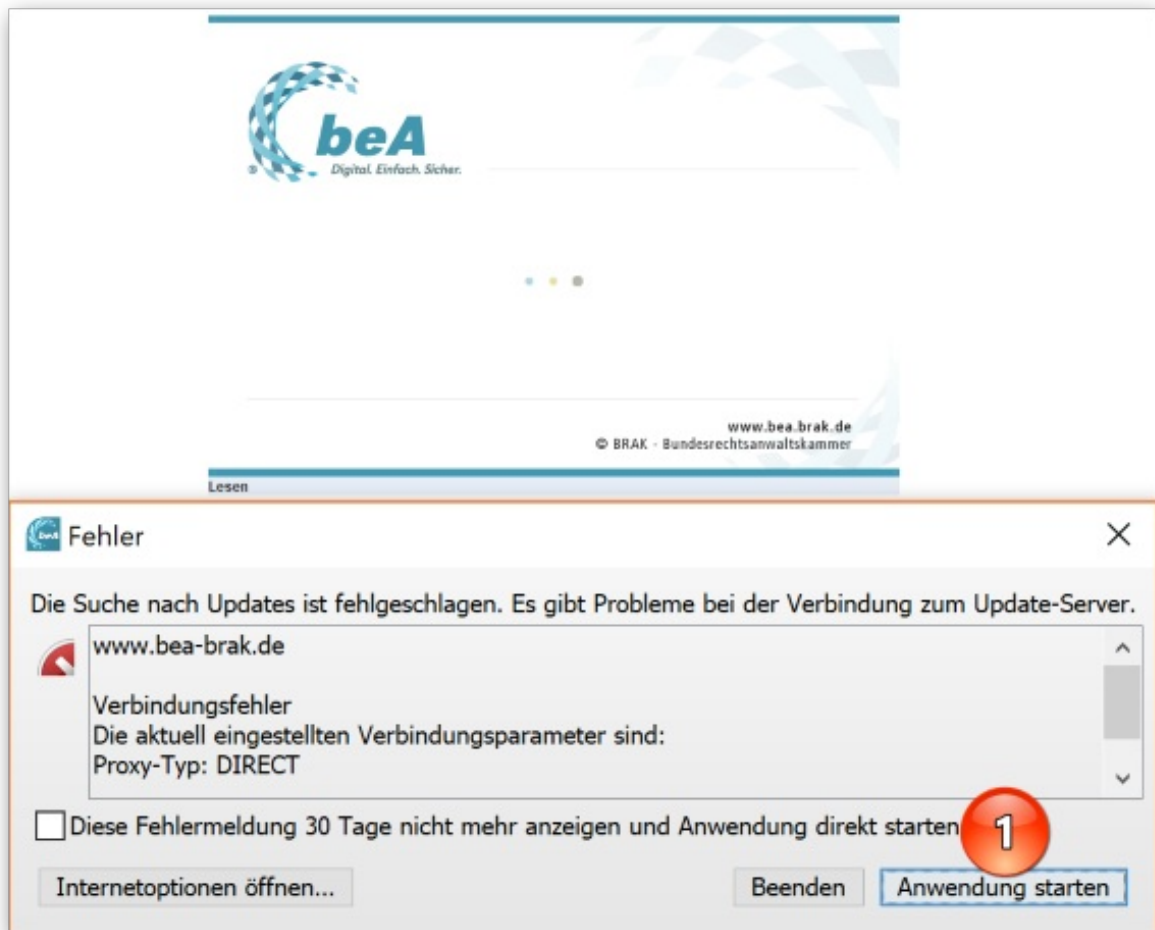 beA
Digital. Einfach. Sicher.
www.bea.brak.de
© BRAK - Bundesrechtsanwaltskammer
Lesen
beA Fehler
Die Suche nach Updates ist fehlgeschlagen. Es gibt Probleme bei der Verbindung zum Update-Server.
www.bea-brak.de
Verbindungsfehler
Die aktuell eingestellten Verbindungsparameter sind:
Proxy-Typ: DIRECT
Diese Fehlermeldung 30 Tage nicht mehr anzeigen und Anwendung direkt starten
1
Internetoptionen öffnen... Beenden Anwendung starten